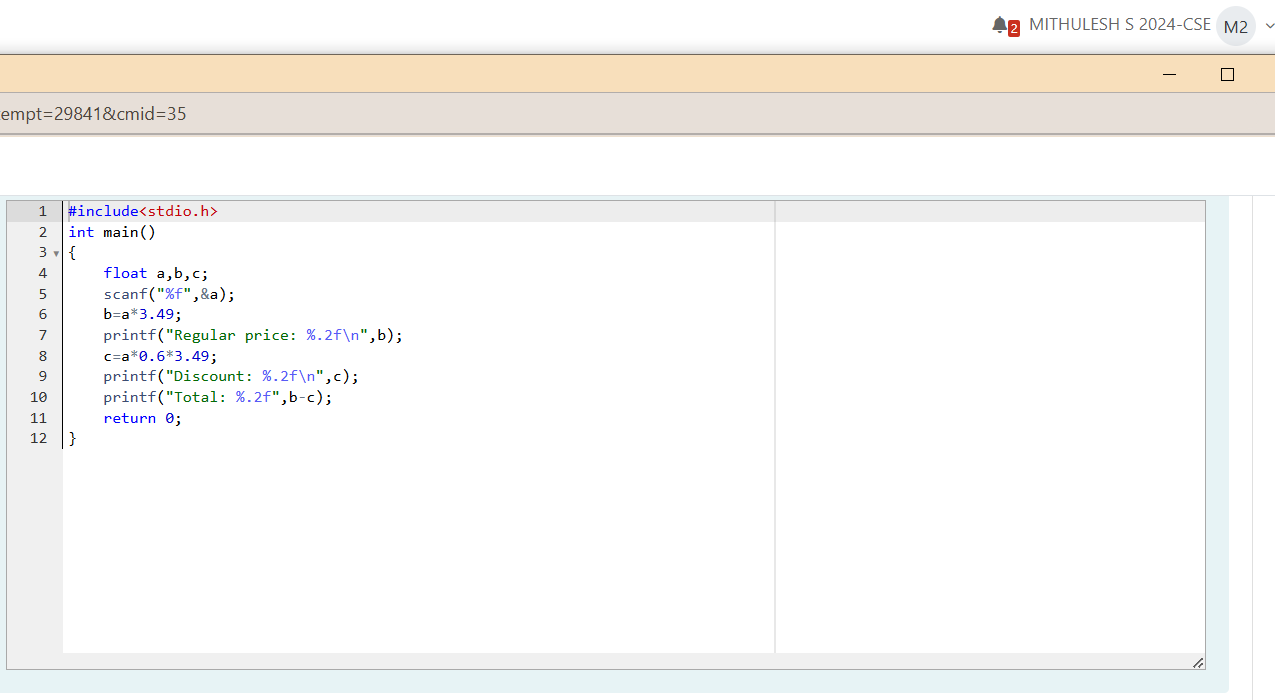 2 MITHULESH S 2024-CSE M2
empt=29841&cmid=35
1 #include<stdio.h>
2 int main()
3 {
4     float a,b,c;
5     scanf("%f",&a);
6     b=a*3.49;
7     printf("Regular price: %.2f\n",b);
8     c=a*0.6*3.49;
9     printf("Discount: %.2f\n",c);
10     printf("Total: %.2f",b-c);
11     return 0;
12 }